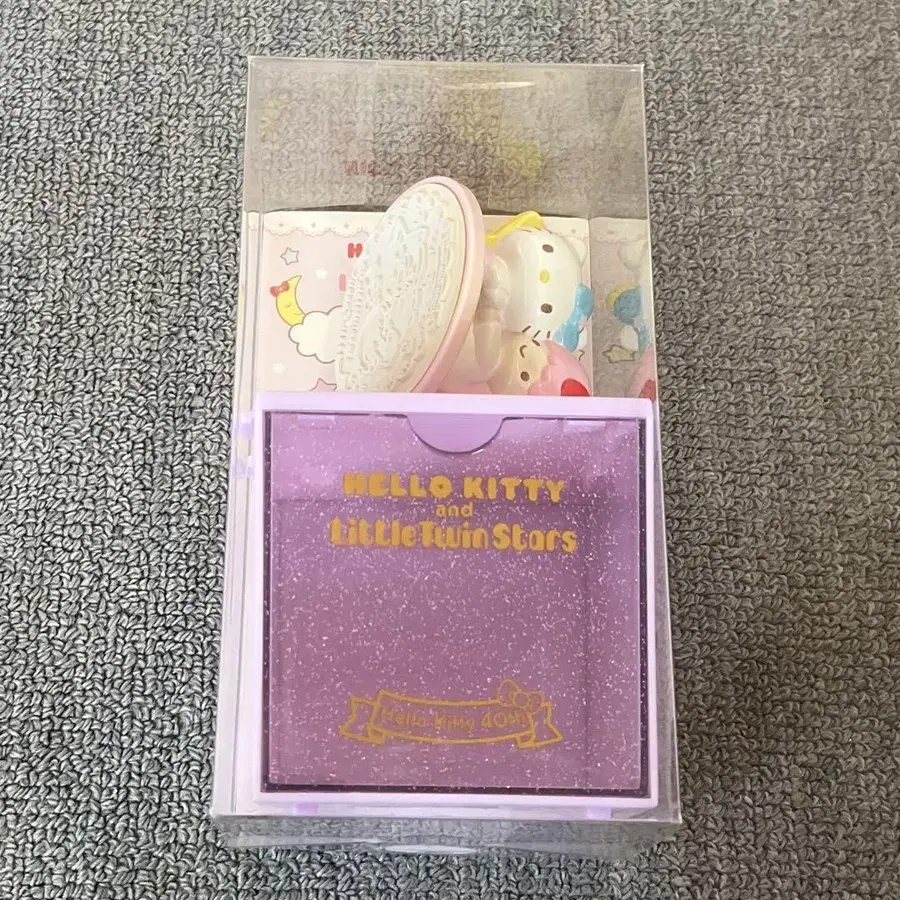 HELLO KITTY
and
Little Twin Stars
Hello Kitty 40th